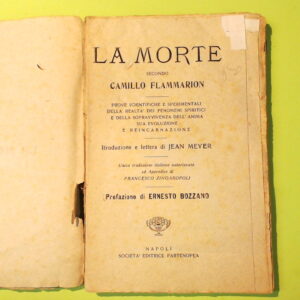 LA MORTE
SECONDO
CAMILLO FLAMMARION
PROVE SCIENTIFICHE E SPERIMENTALI
DELLA REALTA' DEI FENOMENI SPIRITICI
E DELLA SOPRAVVIVENZA DELL'ANIMA
SUA EVOLUZIONE
E REINCARNAZIONE
Traduzione e lettera di JEAN MEYER
Unica traduzione italiana autorizzata
ed Appendice di
FRANCESCO ZINGAROPOLI
Prefazione di ERNESTO BOZZANO
NAPOLI
SOCIETÀ EDITRICE PARTENOPEA